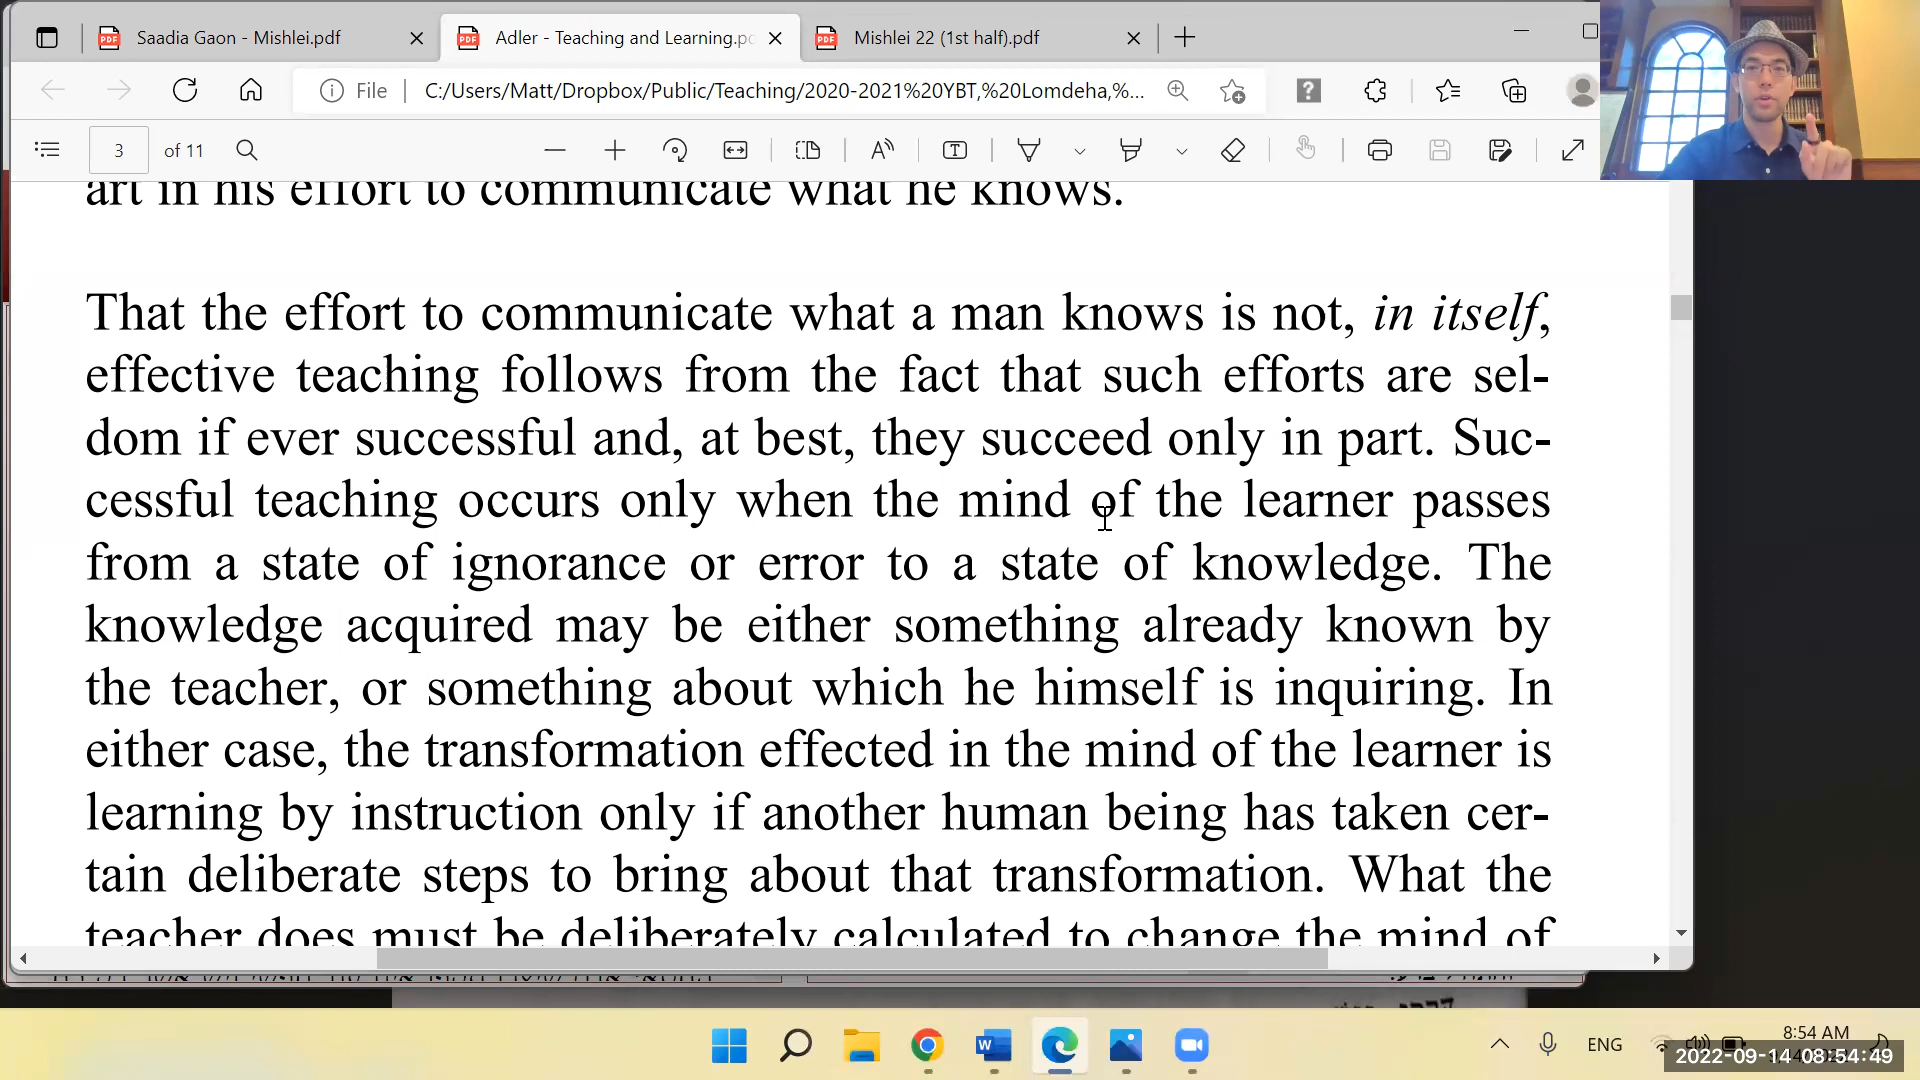 Saadia Gaon - Mishlei.pdf
Adler - Teaching and Learning.pd
Mishlei 22 (1st half).pdf
File
C:/Users/Matt/Dropbox/Public/Teaching/2020-2021%20YBT,%20Lomdeha,%...
3 of 11
art in his effort to communicate what he knows.
That the effort to communicate what a man knows is not, in itself,
effective teaching follows from the fact that such efforts are sel-
dom if ever successful and, at best, they succeed only in part. Suc-
cessful teaching occurs only when the mind of the learner passes
from a state of ignorance or error to a state of knowledge. The
knowledge acquired may be either something already known by
the teacher, or something about which he himself is inquiring. In
either case, the transformation effected in the mind of the learner is
learning by instruction only if another human being has taken cer-
tain deliberate steps to bring about that transformation. What the
teacher does must be deliberately calculated to change the mind of
ENG
8:54 AM
2022-09-14 08:54:49